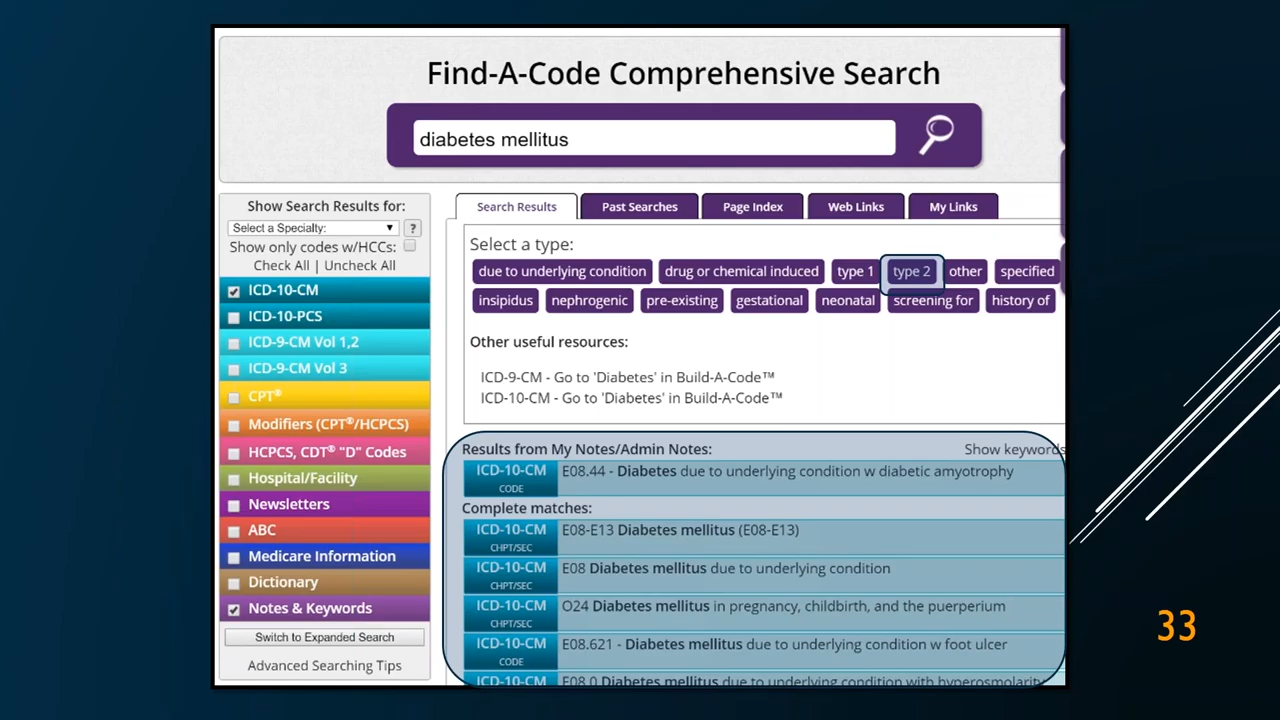 Find-A-Code Comprehensive Search
diabetes mellitus
Show Search Results for:
Select a Specialty:
?
Show only codes w/HCCs:
Check All | Uncheck All
ICD-10-CM
ICD-10-PCS
ICD-9-CM Vol 1,2
ICD-9-CM Vol 3
CPT®
Modifiers (CPT®/HCPCS)
HCPCS, CDT® "D" Codes
Hospital/Facility
Newsletters
ABC
Medicare Information
Dictionary
Notes & Keywords
Switch to Expanded Search
Advanced Searching Tips
Search Results Past Searches Page Index Web Links My Links
Select a type:
due to underlying condition drug or chemical induced type 1 type 2 other specified
insipidus nephrogenic pre-existing gestational neonatal screening for history of
Other useful resources:
ICD-9-CM - Go to 'Diabetes' in Build-A-Code™
ICD-10-CM - Go to 'Diabetes' in Build-A-Code™
Results from My Notes/Admin Notes: Show keywords
ICD-10-CM E08.44 - Diabetes due to underlying condition w diabetic amyotrophy
CODE
Complete matches:
ICD-10-CM E08-E13 Diabetes mellitus (E08-E13)
CHPT/SEC
ICD-10-CM E08 Diabetes mellitus due to underlying condition
CHPT/SEC
ICD-10-CM O24 Diabetes mellitus in pregnancy, childbirth, and the puerperium
CHPT/SEC
ICD-10-CM E08.621 - Diabetes mellitus due to underlying condition w foot ulcer
CODE
ICD-10-CM E08.0 Diabetes mellitus due to underlying condition with hyperosmolarity
33